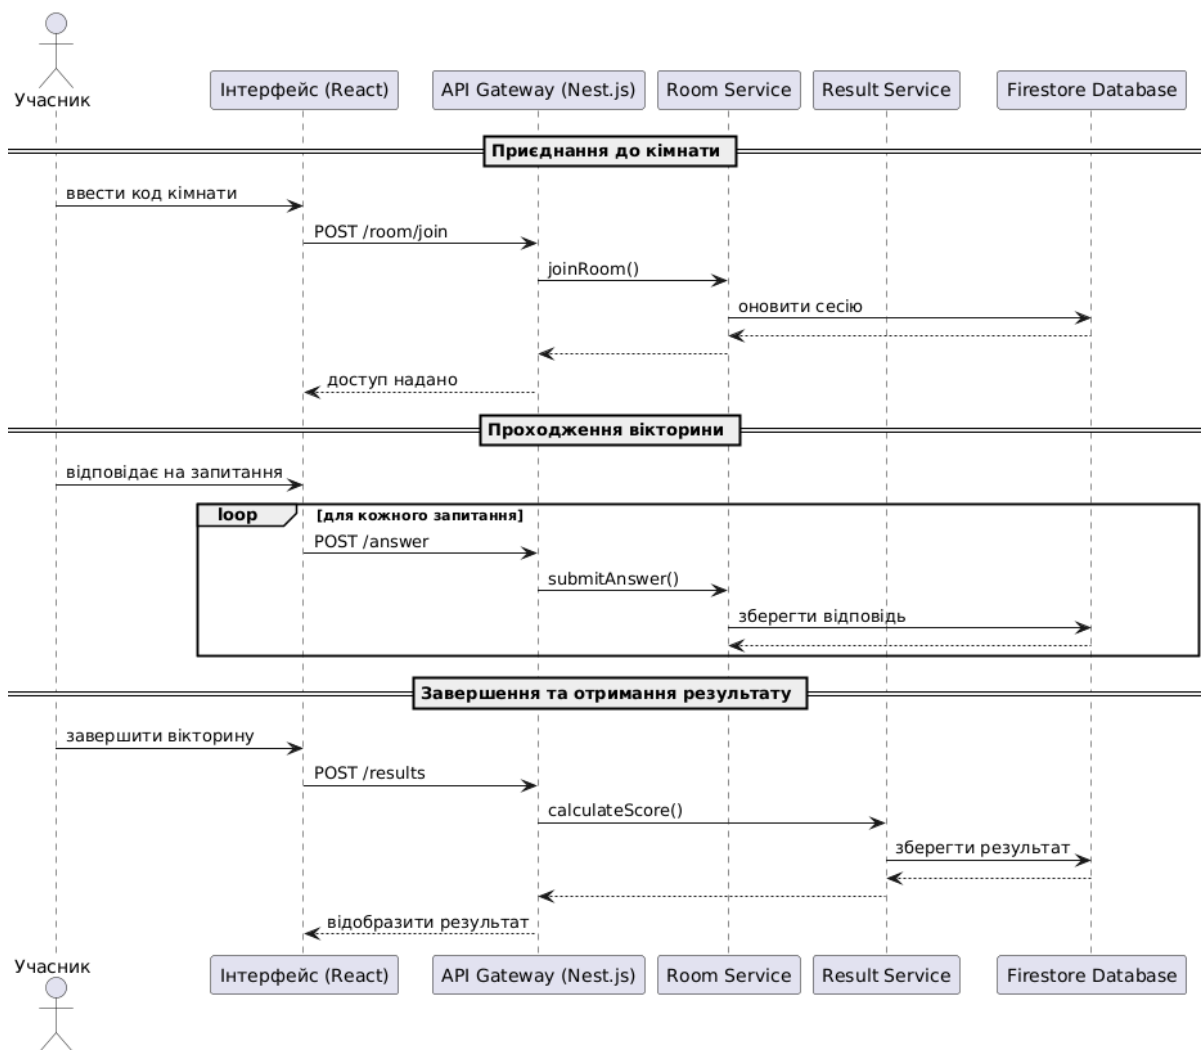 Учасник
Інтерфейс (React)
API Gateway (Nest.js)
Room Service
Result Service
Firestore Database
Приєднання до кімнати
ввести код кімнати
POST /room/join
joinRoom()
оновити сесію
доступ надано
Проходження вікторини
відповідає на запитання
loop
[для кожного запитання]
POST /answer
submitAnswer()
зберегти відповідь
Завершення та отримання результату
завершити вікторину
POST /results
calculateScore()
зберегти результат
відобразити результат
Учасник
Інтерфейс (React)
API Gateway (Nest.js)
Room Service
Result Service
Firestore Database